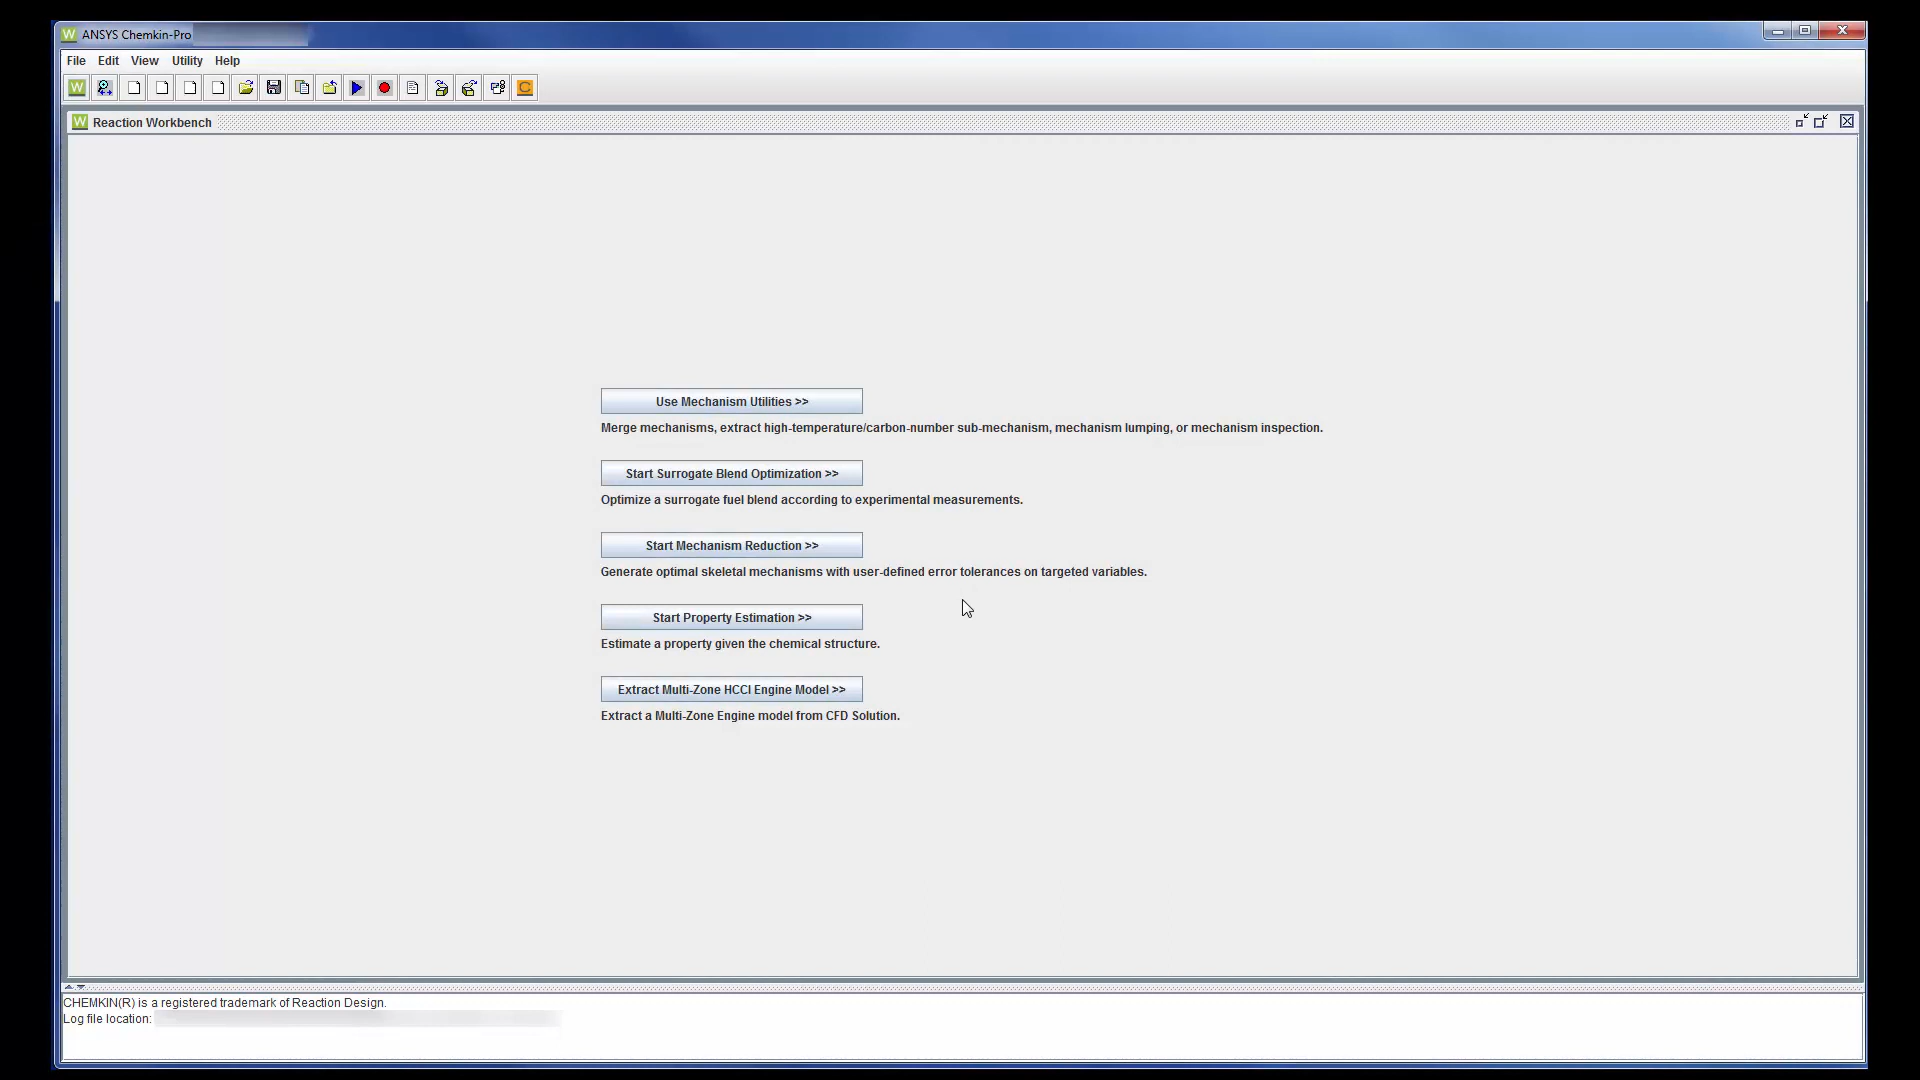 ANSYS Chemkin-Pro
File Edit View Utility Help
Reaction Workbench
Use Mechanism Utilities >>
Merge mechanisms, extract high-temperature/carbon-number sub-mechanism, mechanism lumping, or mechanism inspection.
Start Surrogate Blend Optimization >>
Optimize a surrogate fuel blend according to experimental measurements.
Start Mechanism Reduction >>
Generate optimal skeletal mechanisms with user-defined error tolerances on targeted variables.
Start Property Estimation >>
Estimate a property given the chemical structure.
Extract Multi-Zone HCCI Engine Model >>
Extract a Multi-Zone Engine model from CFD Solution.
CHEMKIN(R) is a registered trademark of Reaction Design.
Log file location: